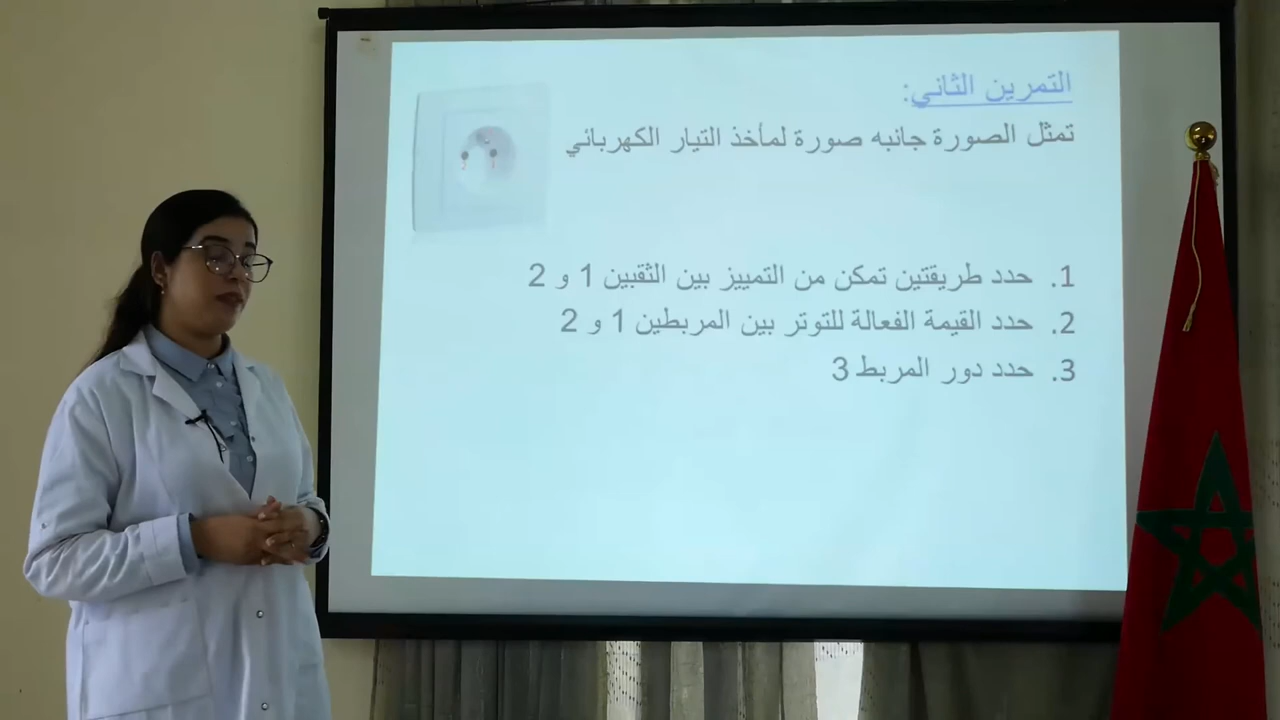 التمرين الثاني:
تمثل الصورة جانبه صورة لمأخذ التيار الكهربائي
1. حدد طريقتين تمكن من التمييز بين الثقبين 1 و 2
2. حدد القيمة الفعالة للتوتر بين المربطين 1 و 2
3. حدد دور المربط 3